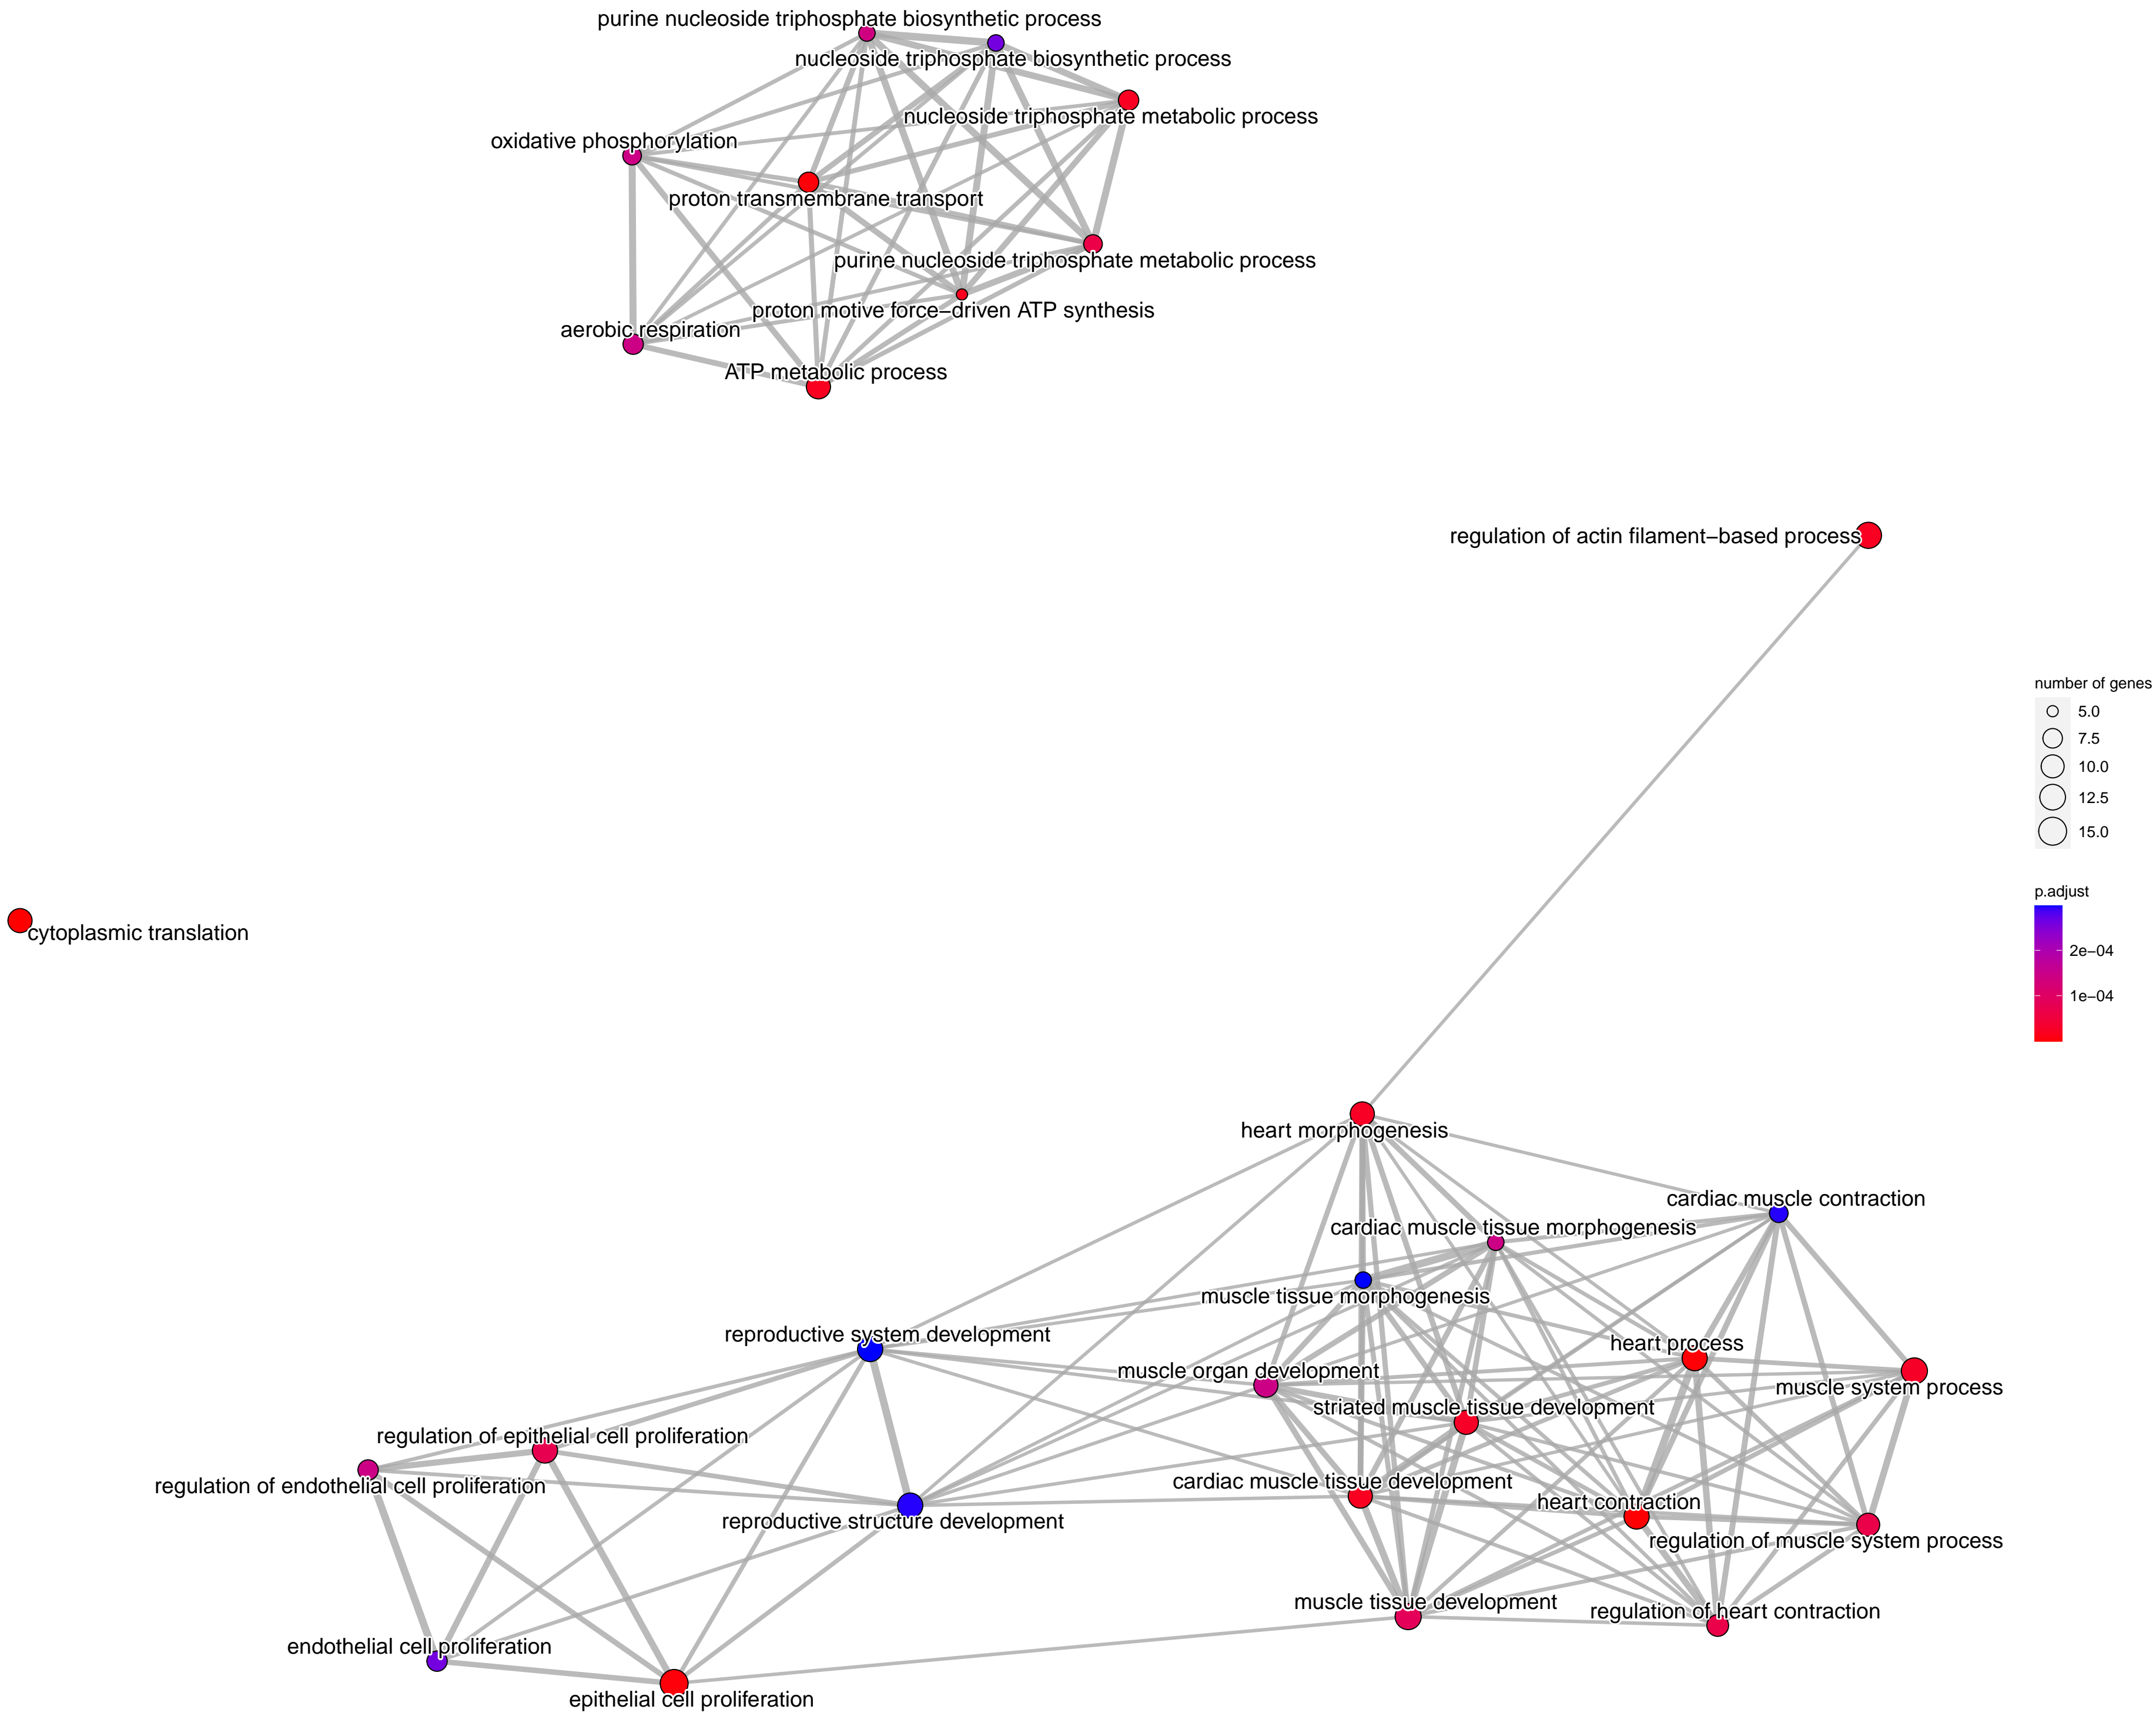 purine nucleoside triphosphate biosynthetic process
nucleoside triphosphate biosynthetic process
nucleoside triphosphate metabolic process
oxidative phosphorylation
proton transmembrane transport
purine nucleoside triphosphate metabolic process
proton motive force−driven ATP synthesis
aerobic respiration
ATP metabolic process
regulation of actin filament−based process
number of genes
5.0
7.5
10.0
12.5
15.0
p.adjust
2e−04
1e−04
cytoplasmic translation
heart morphogenesis
cardiac muscle contraction
cardiac muscle tissue morphogenesis
muscle tissue morphogenesis
reproductive system development
heart process
muscle organ development
muscle system process
striated muscle tissue development
regulation of epithelial cell proliferation
cardiac muscle tissue development
regulation of endothelial cell proliferation
heart contraction
reproductive structure development
regulation of muscle system process
muscle tissue development
regulation of heart contraction
endothelial cell proliferation
epithelial cell proliferation